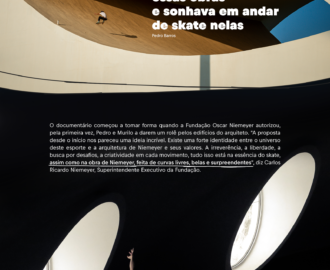 e sonhava em andar
de skate nelas
Pedro Barros
O documentário começou a tomar forma quando a Fundação Oscar Niemeyer autorizou,
pela primeira vez, Pedro e Murilo a darem um rolê pelos edifícios do arquiteto. "A proposta
desde o início nos pareceu uma ideia incrível. Existe uma forte identidade entre o universo
deste esporte e a arquitetura de Niemeyer e seus valores. A irreverência, a liberdade, a
busca por desafios, a criatividade em cada movimento, tudo isso está na essência do skate,
assim como na obra de Niemeyer, feita de curvas livres, belas e surpreendentes", diz Carlos
Ricardo Niemeyer, Superintendente Executivo da Fundação.